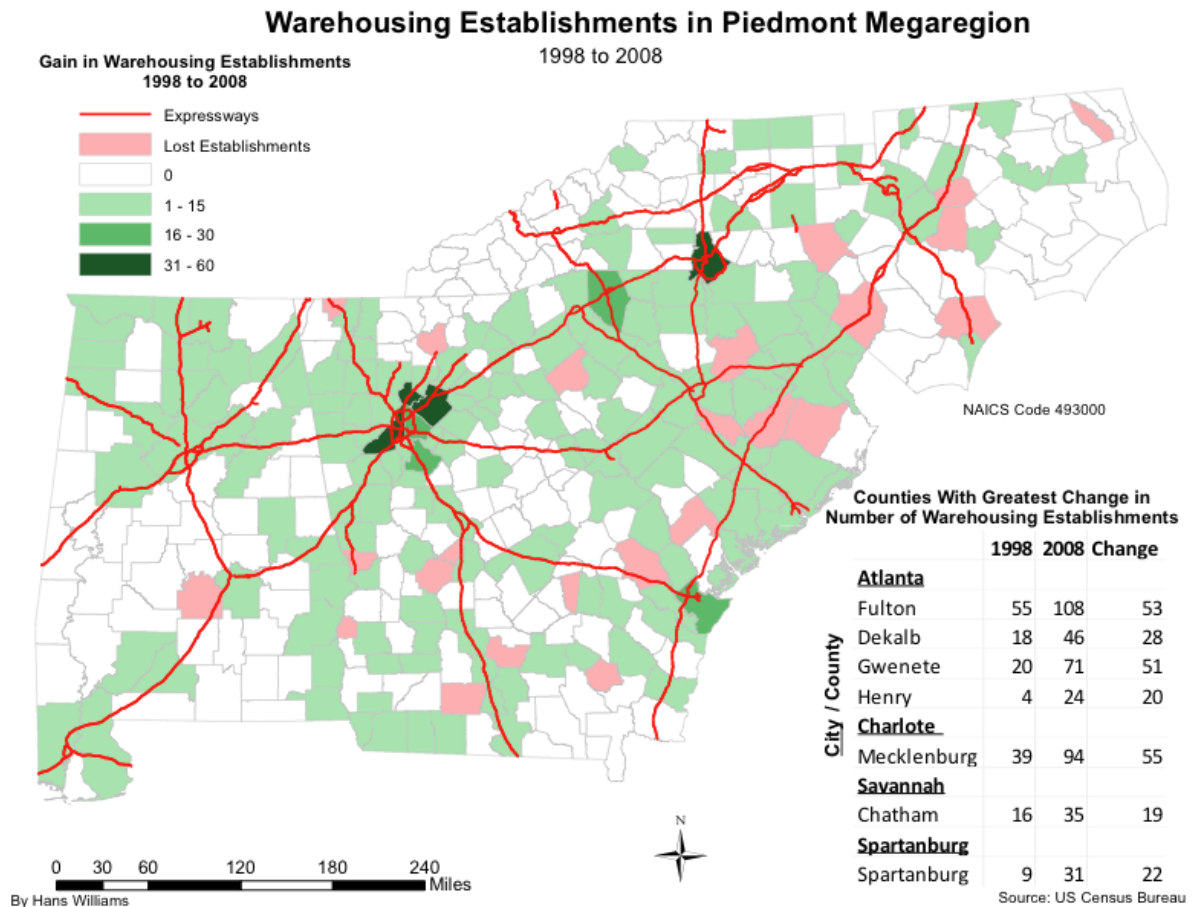 Warehousing Establishments in Piedmont Megaregion
1998 to 2008
Gain in Warehousing Establishments
1998 to 2008
Expressways
Lost Establishments
0
1 - 15
16 - 30
31 - 60
NAICS Code 493000
Counties With Greatest Change in
Number of Warehousing Establishments
1998 2008 Change
City / County
Atlanta
Fulton 55 108 53
Dekalb 18 46 28
Gwenete 20 71 51
Henry 4 24 20
Charlote
Mecklenburg 39 94 55
Savannah
Chatham 16 35 19
Spartanburg
Spartanburg 9 31 22
N
0 30 60 120 180 240
Miles
By Hans Williams
Source: US Census Bureau